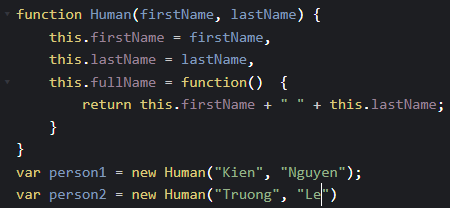 function Human(firstName, lastName) {
    this.firstName = firstName,
    this.lastName = lastName,
    this.fullName = function()  {
        return this.firstName + " " + this.lastName;
    }
}
var person1 = new Human("Kien", "Nguyen");
var person2 = new Human("Truong", "Le")